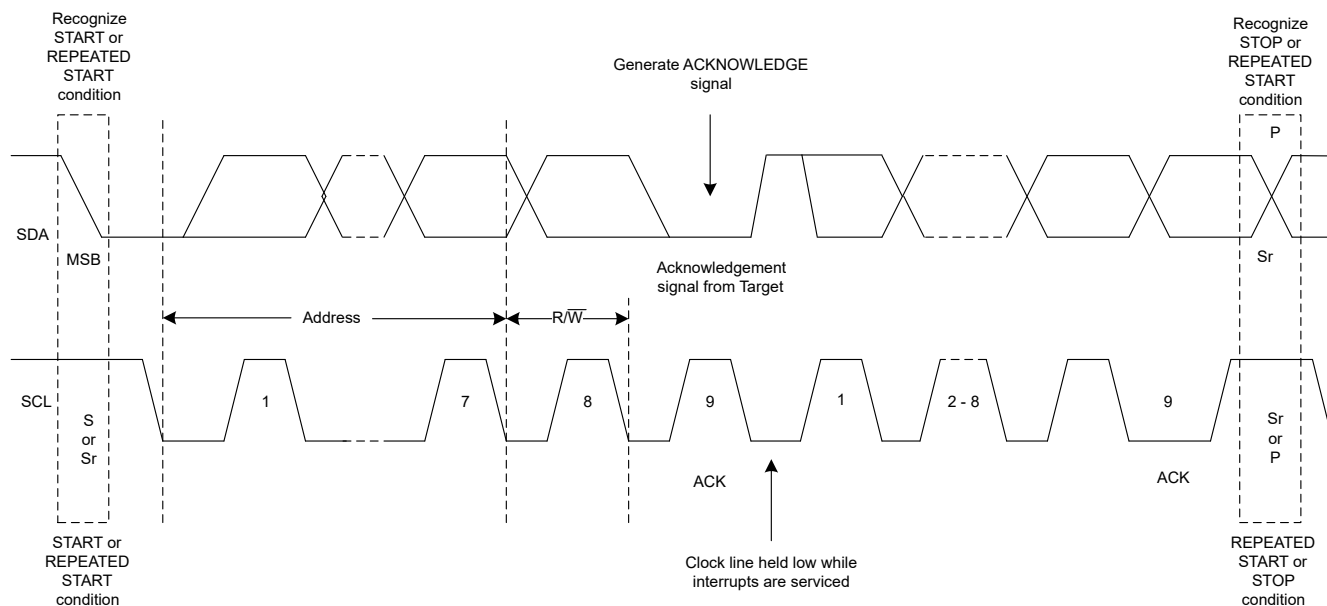 Recognize
START or
REPEATED
START
condition
Generate ACKNOWLEDGE
signal
Recognize
STOP or
REPEATED
START
condition
P
SDA
MSB
Acknowledgement
signal from Target
Sr
Address
R/W̅
SCL
S
or
Sr
1
7
8
9
1
2 - 8
9
Sr
or
P
ACK
ACK
START or
REPEATED
START
condition
Clock line held low while
interrupts are serviced
REPEATED
START or
STOP
condition